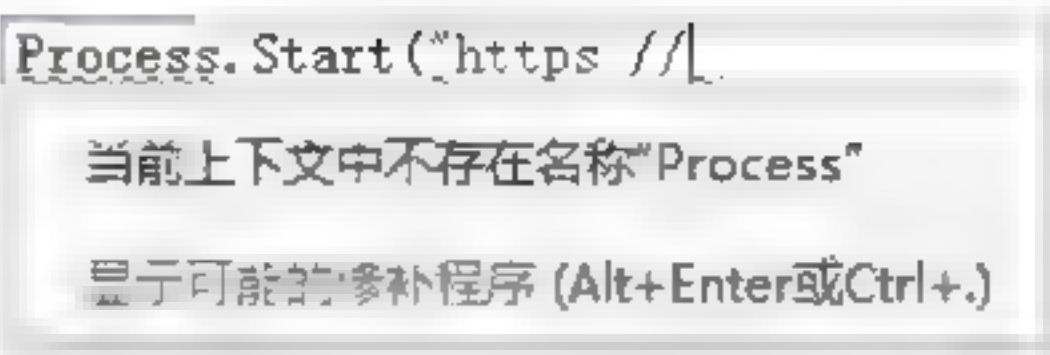 Process.Start("https //
当前上下文中不存在名称"Process"
显示可能的修补程序 (Alt+Enter或Ctrl+.)